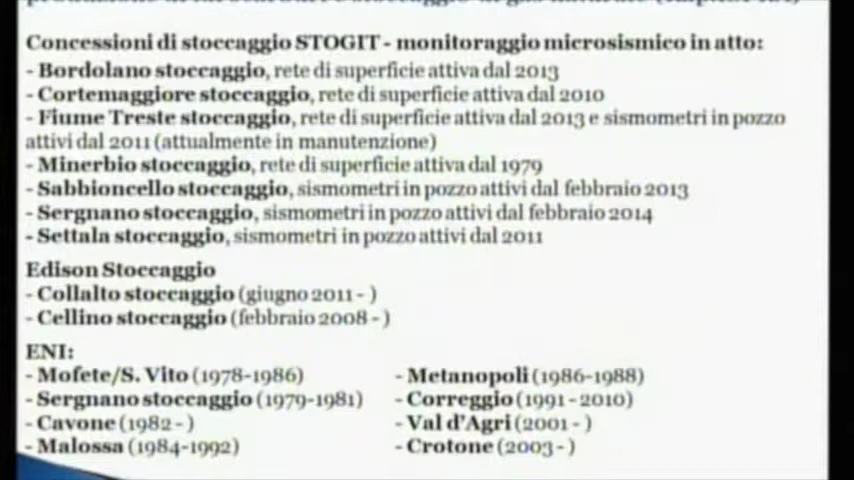 Concessioni di stoccaggio STOGIT - monitoraggio microsismico in atto:
- Bordolano stoccaggio, rete di superficie attiva dal 2013
- Cortemaggiore stoccaggio, rete di superficie attiva dal 2010
- Fiume Treste stoccaggio, rete di superficie attiva dal 2013 e sismometri in pozzo
attivi dal 2011 (attualmente in manutenzione)
- Minerbio stoccaggio, rete di superficie attiva dal 1979
- Sabbioncello stoccaggio, sismometri in pozzo attivi dal febbraio 2013
- Sergnano stoccaggio, sismometri in pozzo attivi dal febbraio 2014
- Settala stoccaggio, sismometri in pozzo attivi dal 2011
Edison Stoccaggio
- Collalto stoccaggio (giugno 2011 - )
- Cellino stoccaggio (febbraio 2008 - )
ENI:
- Mofete/S. Vito (1978-1986)
- Sergnano stoccaggio (1979-1981)
- Cavone (1982 - )
- Malossa (1984-1992)
- Metanopoli (1986-1988)
- Correggio (1991 - 2010)
- Val d'Agri (2001 - )
- Crotone (2003 - )